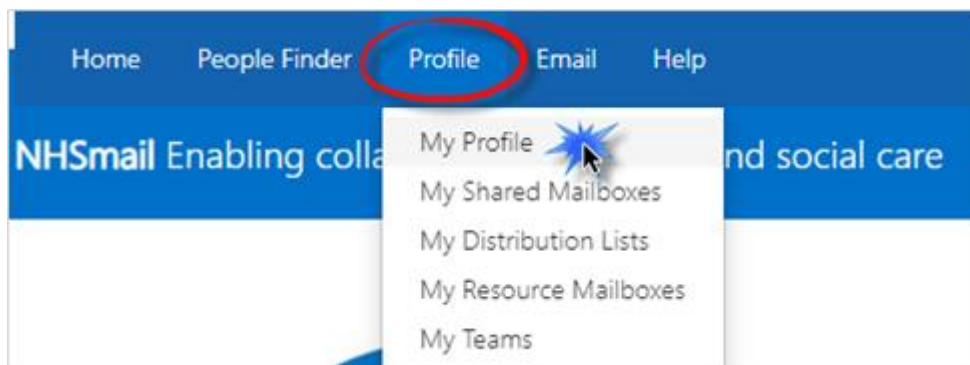 Home People Finder Profile Email Help
My Profile
NHSmail Enabling colla nd social care
My Shared Mailboxes
My Distribution Lists
My Resource Mailboxes
My Teams